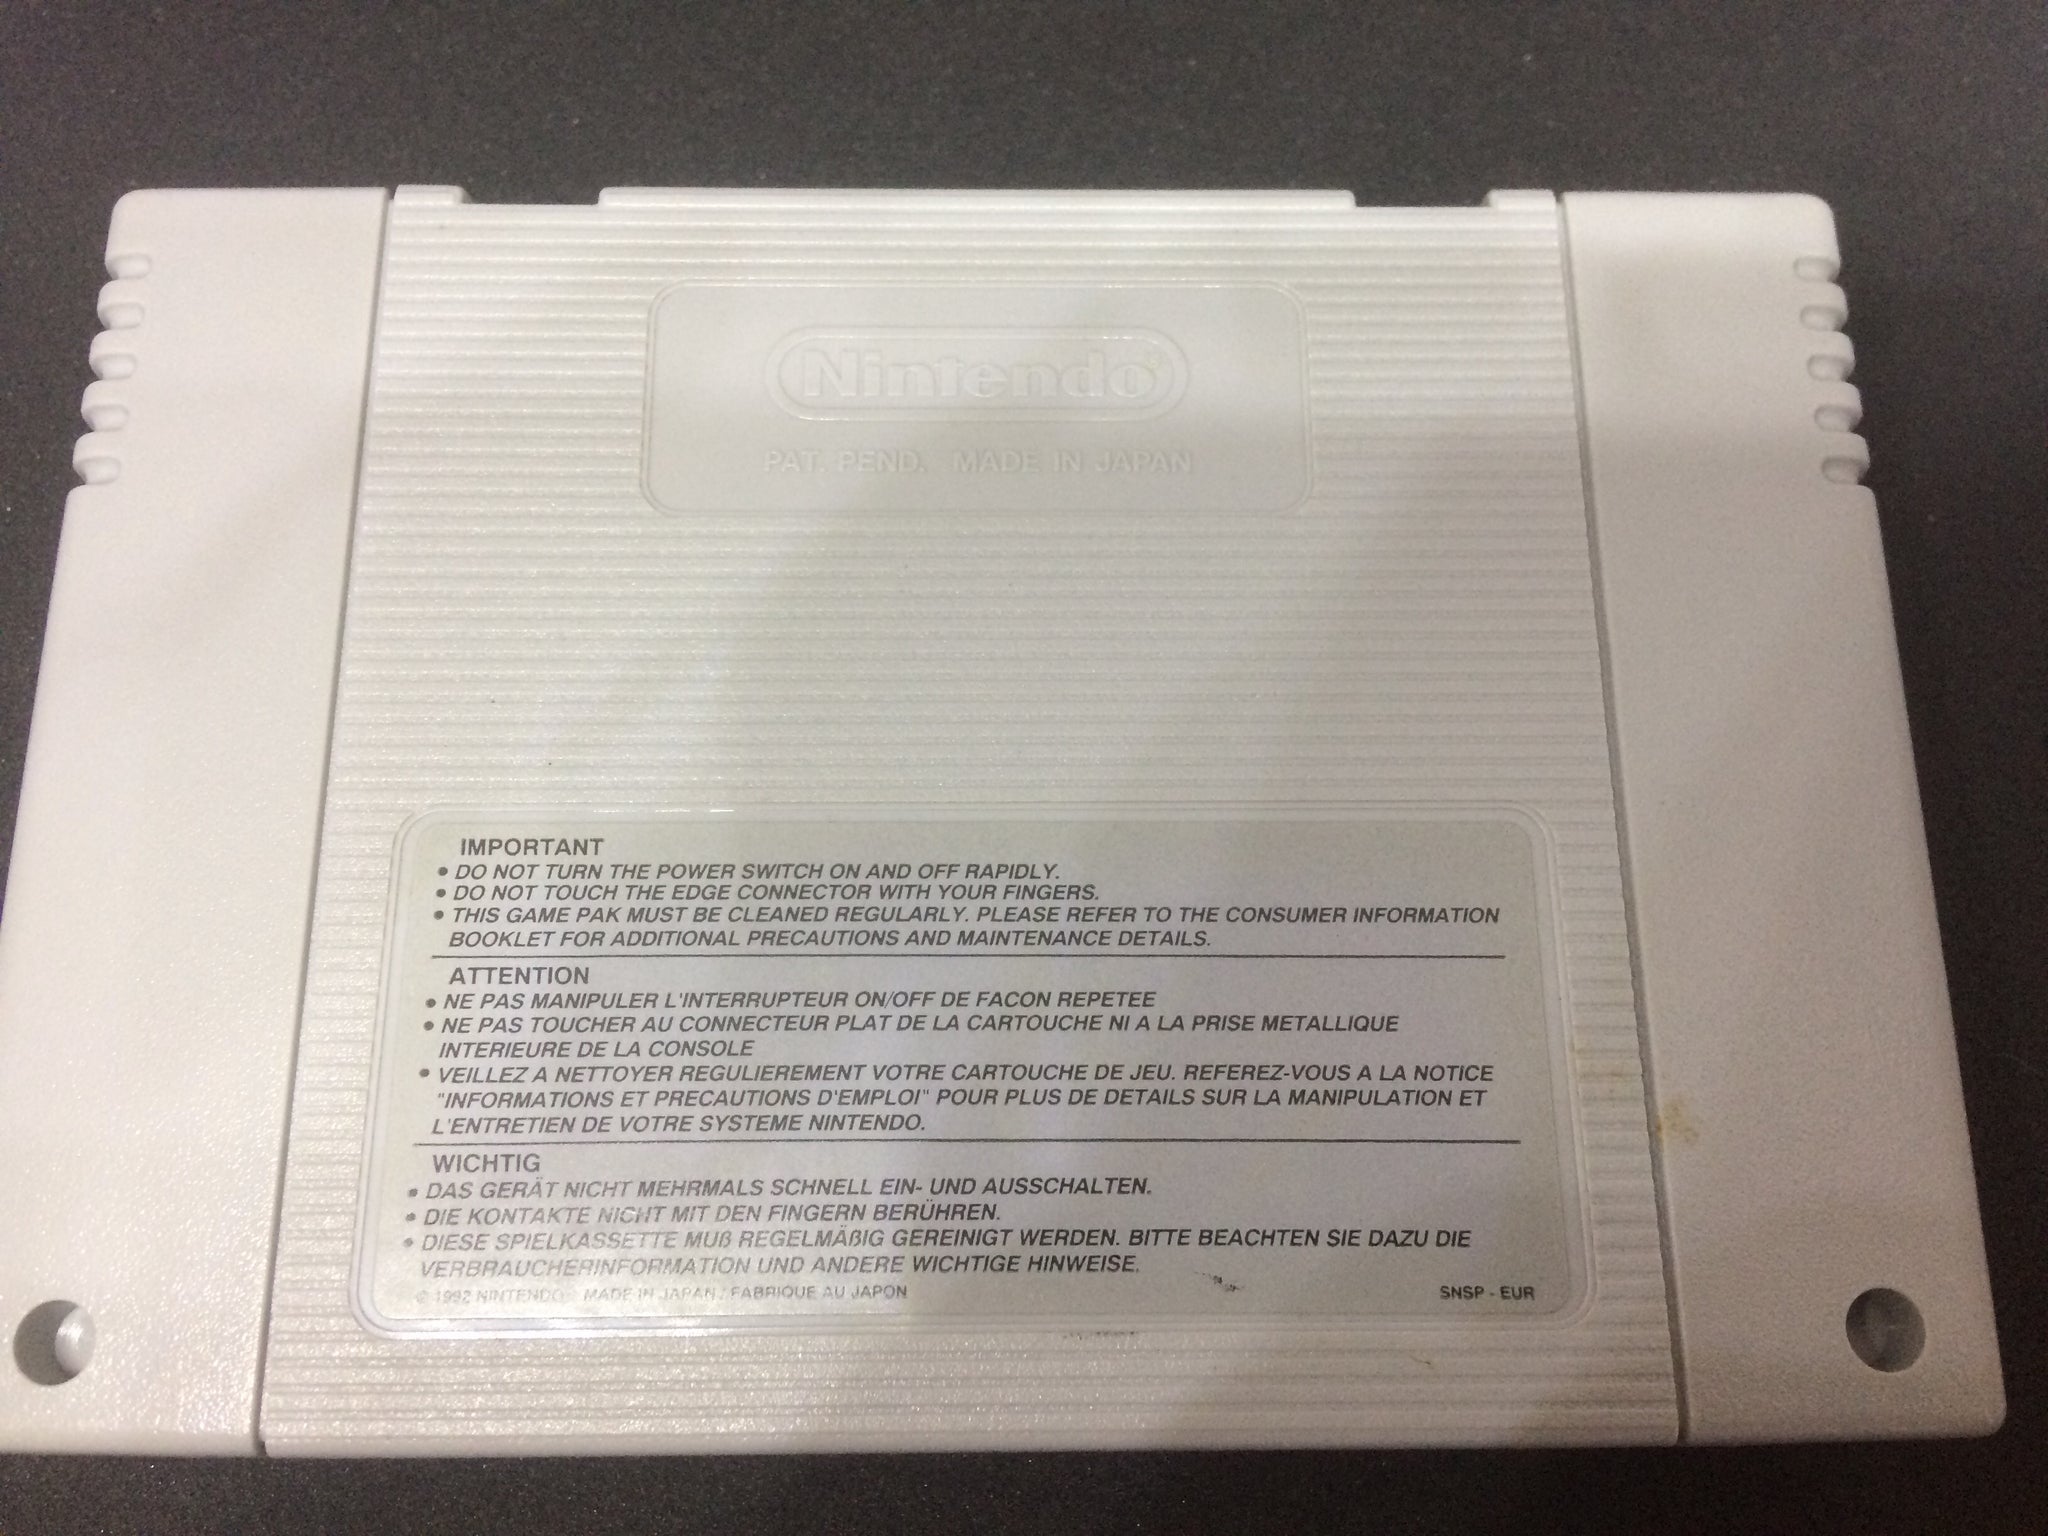 Nintendo
PAT. PEND. MADE IN JAPAN
IMPORTANT
• DO NOT TURN THE POWER SWITCH ON AND OFF RAPIDLY.
• DO NOT TOUCH THE EDGE CONNECTOR WITH YOUR FINGERS.
• THIS GAME PAK MUST BE CLEANED REGULARLY. PLEASE REFER TO THE CONSUMER INFORMATION
BOOKLET FOR ADDITIONAL PRECAUTIONS AND MAINTENANCE DETAILS.
ATTENTION
• NE PAS MANIPULER L'INTERRUPTEUR ON/OFF DE FACON REPETEE
• NE PAS TOUCHER AU CONNECTEUR PLAT DE LA CARTOUCHE NI A LA PRISE METALLIQUE
INTERIEURE DE LA CONSOLE
• VEILLEZ A NETTOYER REGULIEREMENT VOTRE CARTOUCHE DE JEU. REFEREZ-VOUS A LA NOTICE
"INFORMATIONS ET PRECAUTIONS D'EMPLOI" POUR PLUS DE DETAILS SUR LA MANIPULATION ET
L'ENTRETIEN DE VOTRE SYSTEME NINTENDO.
WICHTIG
• DAS GERÄT NICHT MEHRMALS SCHNELL EIN- UND AUSSCHALTEN.
• DIE KONTAKTE NICHT MIT DEN FINGERN BERÜHREN.
• DIESE SPIELKASSETTE MUß REGELMÄßIG GEREINIGT WERDEN. BITTE BEACHTEN SIE DAZU DIE
VERBRAUCHERINFORMATION UND ANDERE WICHTIGE HINWEISE.
© 1992 NINTENDO MADE IN JAPAN / FABRIQUE AU JAPON SNSP - EUR